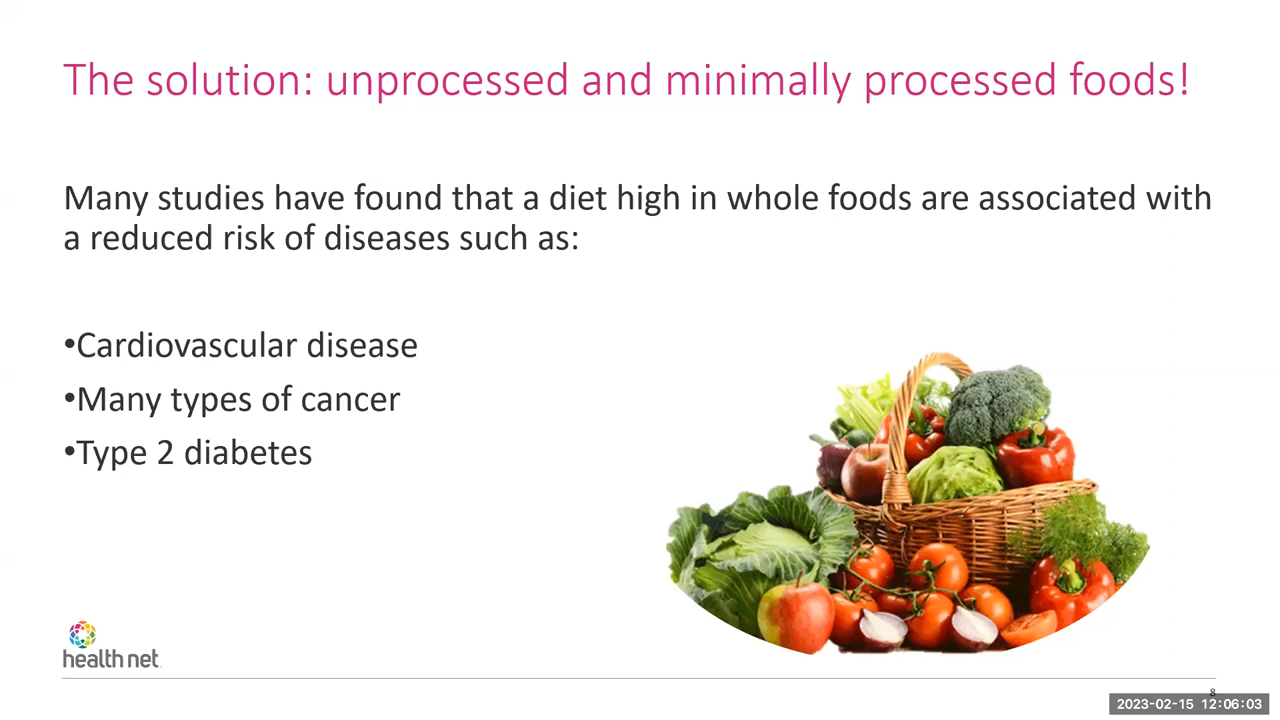 The solution: unprocessed and minimally processed foods!
Many studies have found that a diet high in whole foods are associated with
a reduced risk of diseases such as:
•Cardiovascular disease
•Many types of cancer
•Type 2 diabetes
health net
8
2023-02-15 12:06:03